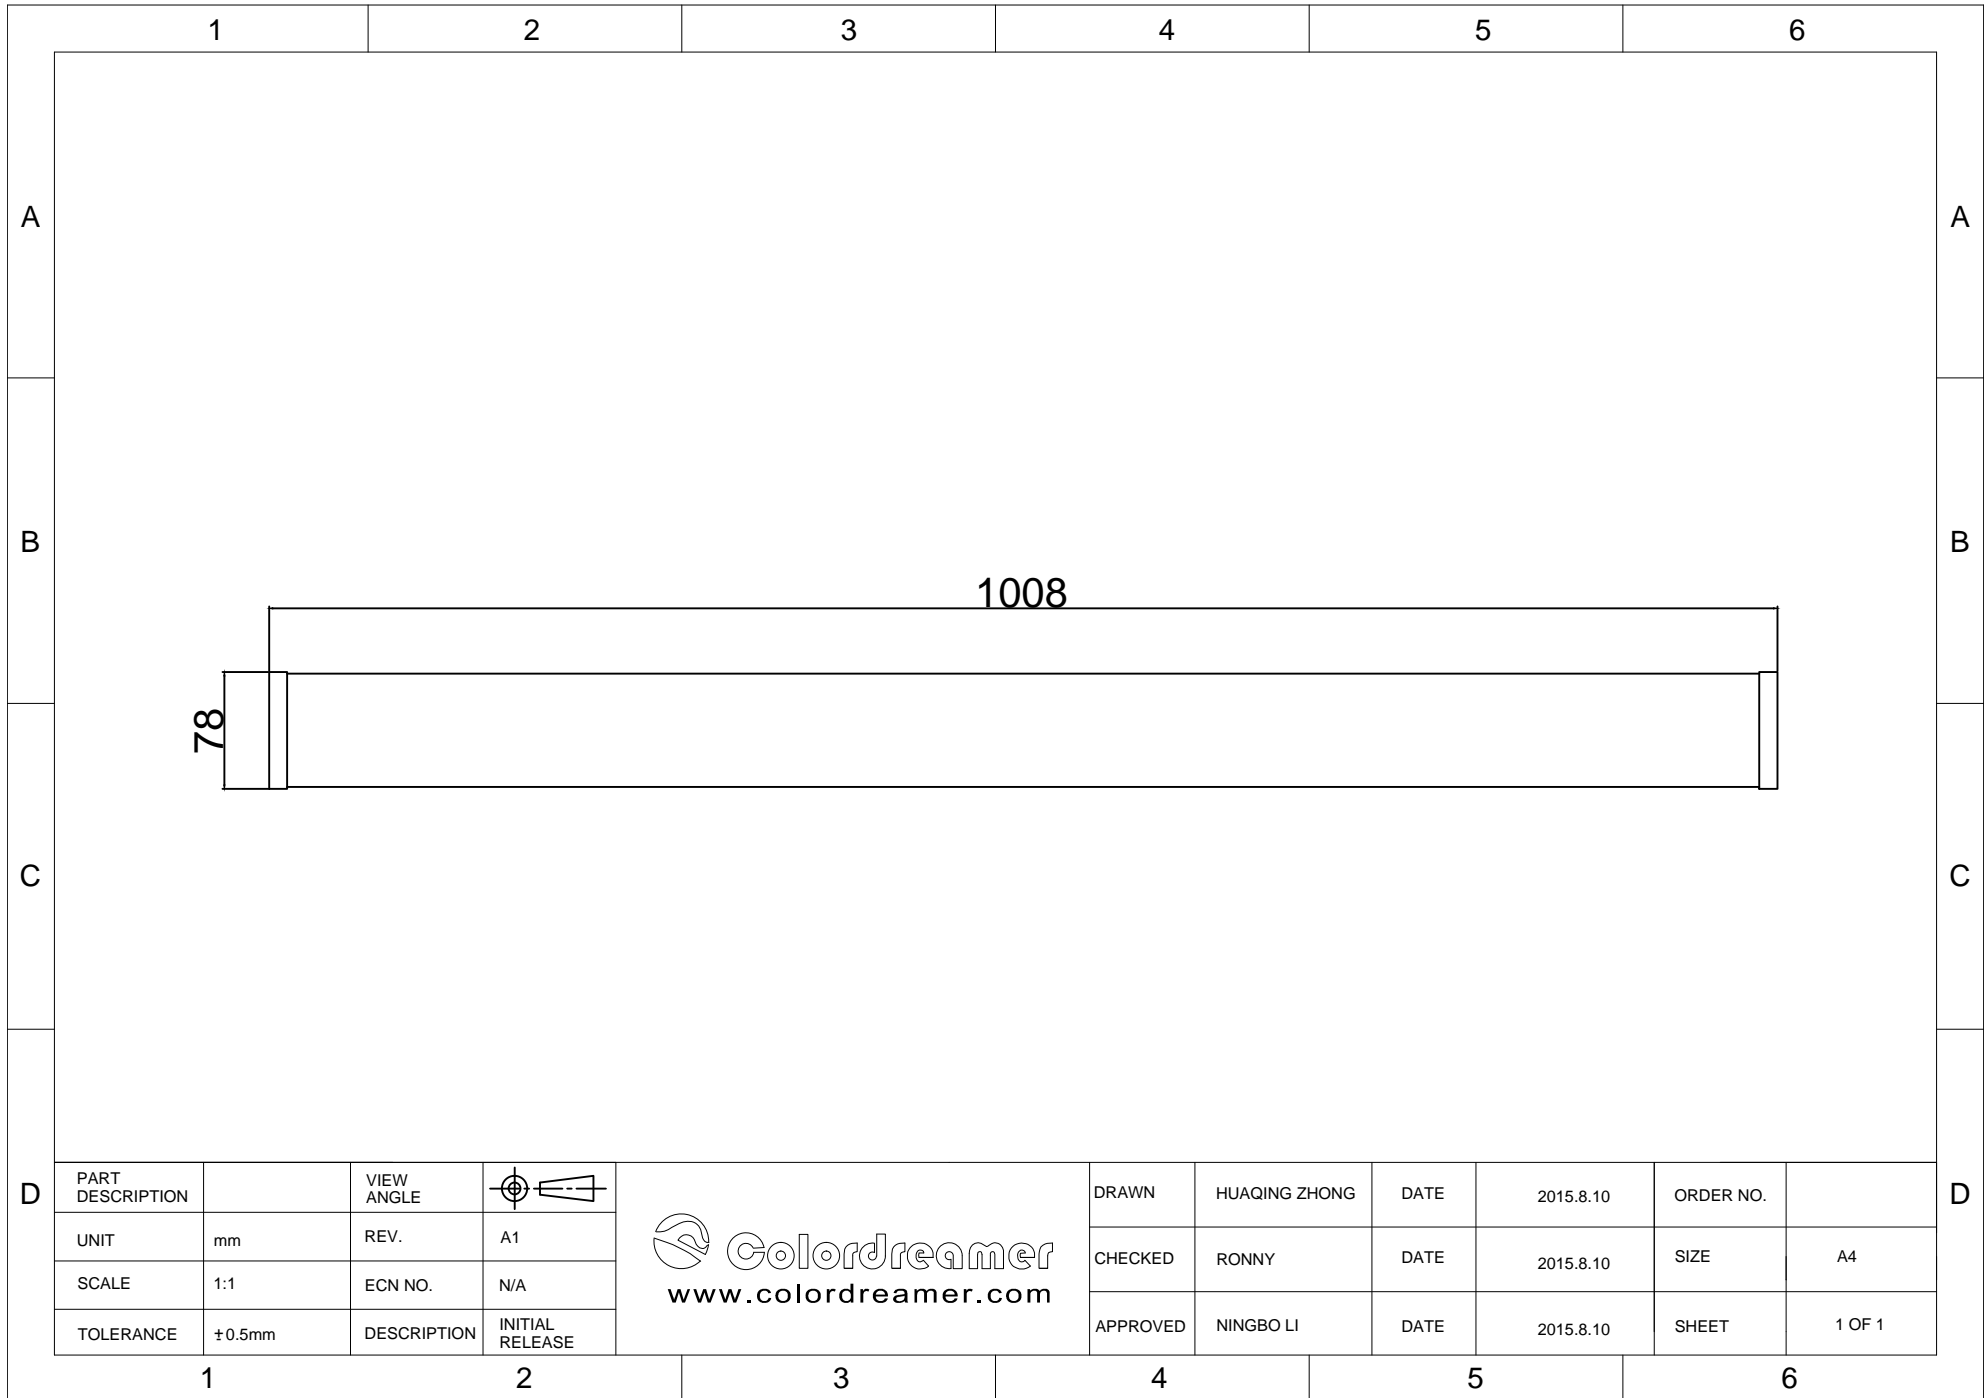 1 2 3 4 5 6
A A
B B
1008
78
C C
D D
PART
DESCRIPTION
VIEW
ANGLE
UNIT mm REV. A1
SCALE 1:1 ECN NO. N/A
TOLERANCE ±0.5mm DESCRIPTION INITIAL
RELEASE
Colordreamer
www.colordreamer.com
DRAWN HUAQING ZHONG DATE 2015.8.10 ORDER NO.
CHECKED RONNY DATE 2015.8.10 SIZE A4
APPROVED NINGBO LI DATE 2015.8.10 SHEET 1 OF 1
1 2 3 4 5 6